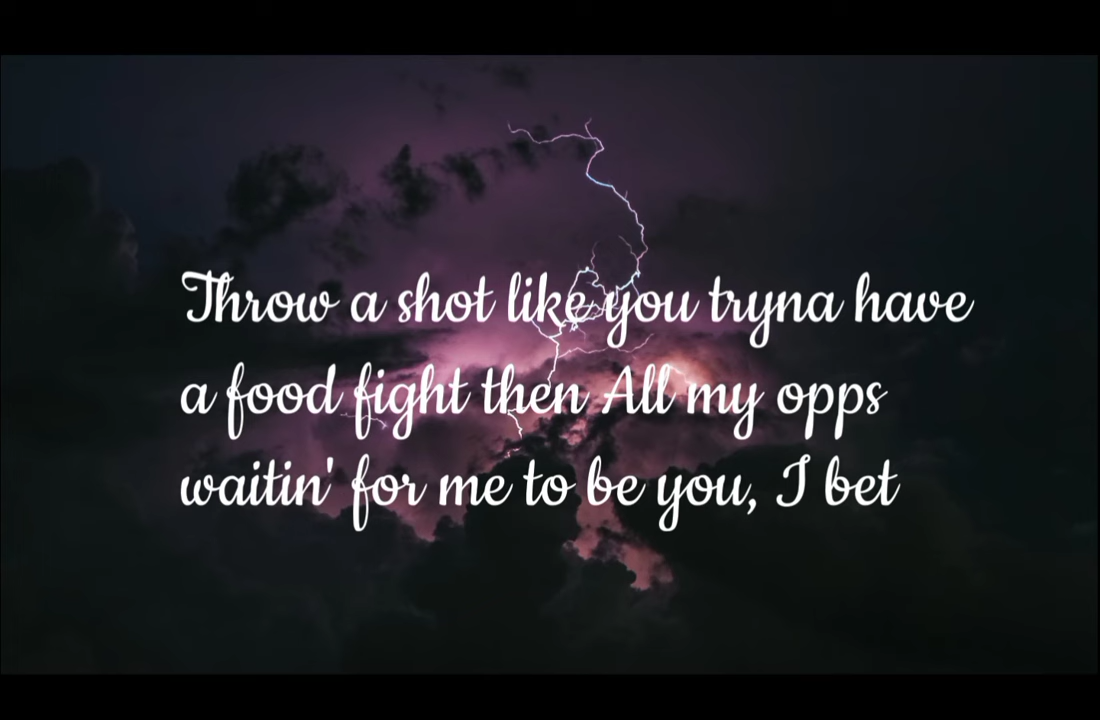 Throw a shot like you tryna have
a food fight then All my opps
waitin' for me to be you, I bet